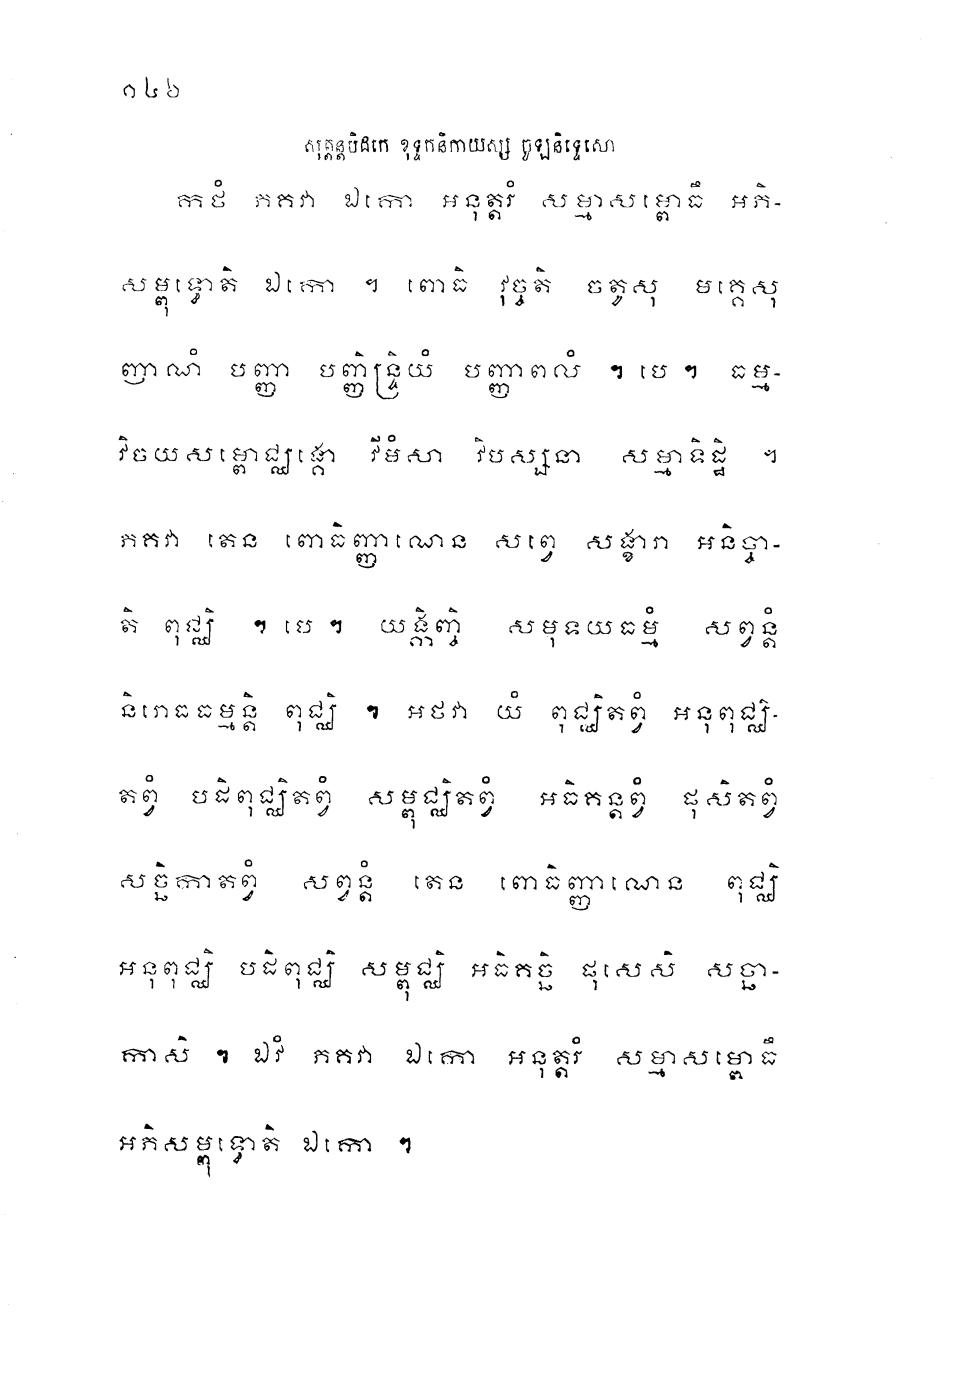 ១៤៦
សុត្តន្តបិដកេ ខុទ្ទកនិកាយស្ស ចូឡនិទ្ទេសោ
កថំ ភគវា ឯកោ អនុត្តរំ សម្មាសម្ពោធឹ អភិ-
សម្ពុទ្ធោតិ ឯកោ ។ ពោធិ វុច្ចតិ ចតូសុ មគ្គេសុ
ញាណំ បញ្ញា បញ្ញិន្ទ្រិយំ បញ្ញាពលំ ។ បេ ។ ធម្ម-
វិចយសម្ពោជ្ឈង្គោ វីមំសា វិបស្សនា សម្មាទិដ្ឋិ ។
ភគវា តេន ពោធិញ្ញាណេន សព្វេ សង្ខារា អនិច្ចា-
តិ ពុជ្ឈិ ។ បេ ។ យង្កិញ្ចិ សមុទយធម្មំ សព្វន្តំ
និរោធធម្មន្តិ ពុជ្ឈិ ។ អថវា យំ ពុជ្ឈិតព្វំ អនុពុជ្ឈិ-
តព្វំ បដិពុជ្ឈិតព្វំ សម្ពុជ្ឈិតព្វំ អធិគន្តព្វំ ផុសិតព្វំ
សច្ឆិកាតព្វំ សព្វន្តំ តេន ពោធិញ្ញាណេន ពុជ្ឈិ
អនុពុជ្ឈិ បដិពុជ្ឈិ សម្ពុជ្ឈិ អធិគច្ឆិ ផុសេសិ សច្ឆា-
កាសិ ។ ឯវំ ភគវា ឯកោ អនុត្តរំ សម្មាសម្ពោធឹ
អភិសម្ពុទ្ធោតិ ឯកោ ។